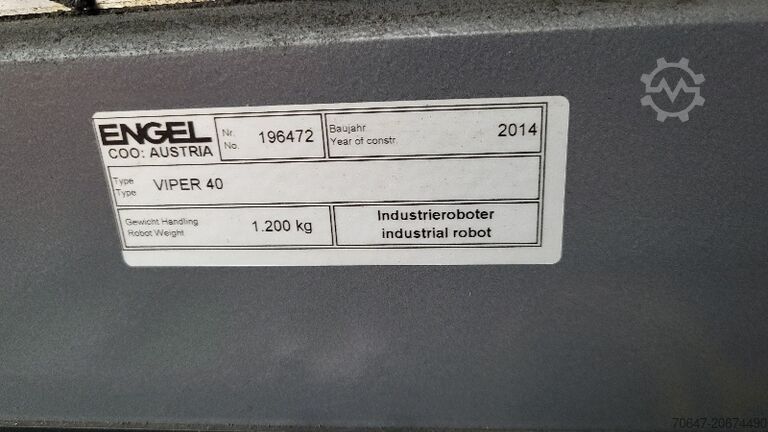 ENGEL
COO: AUSTRIA
Nr.
No.
196472
Baujahr
Year of constr.
2014
Type
Type
VIPER 40
Gewicht Handling
Robot Weight
1.200 kg
Industrieroboter
industrial robot
70647-20874490